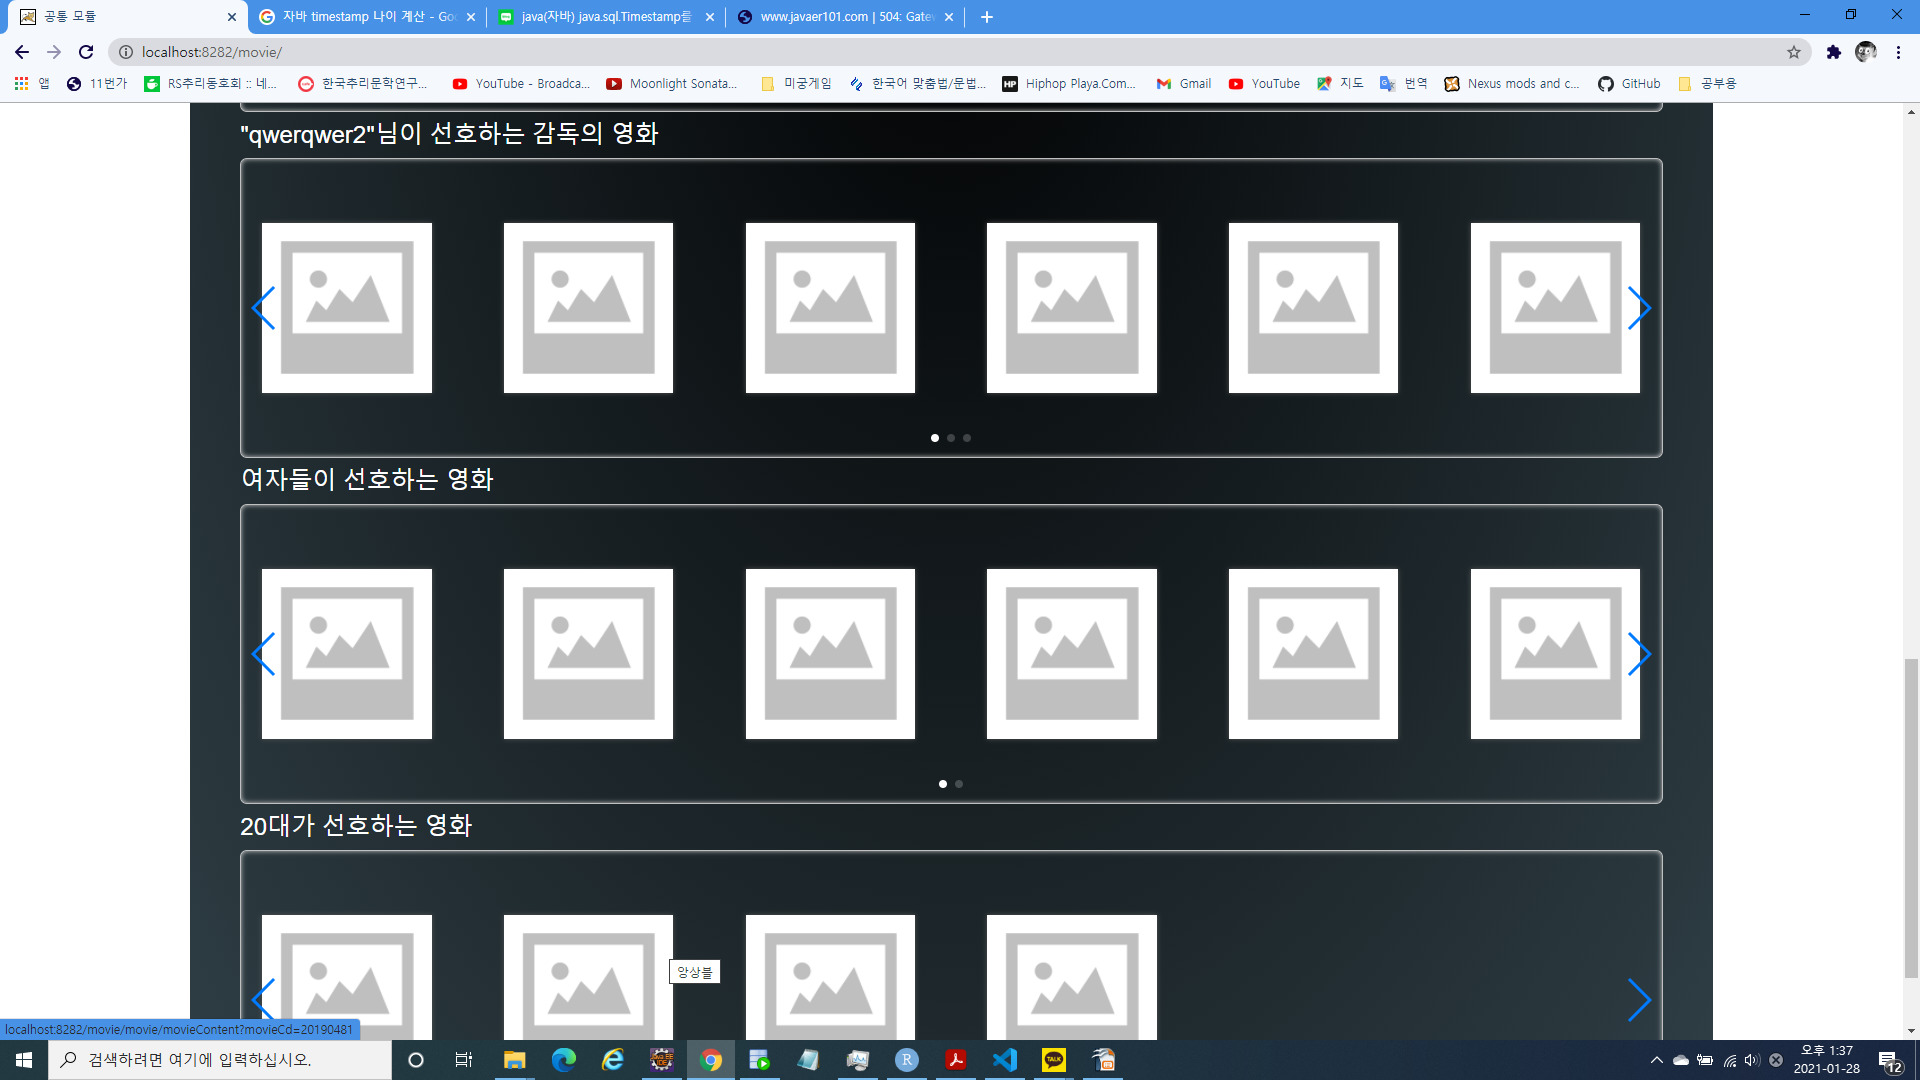 공통 모듈
자바 timestamp 나이 계산 - Goo
java(자바) java.sql.Timestamp를
www.javaer101.com | 504: Gatew
localhost:8282/movie/
앱
11번가
RS추리동호회 :: 네...
한국추리문학연구...
YouTube - Broadca...
Moonlight Sonata...
미궁게임
한국어 맞춤법/문법...
HP
Hiphop Playa.Com...
Gmail
YouTube
지도
번역
Nexus mods and c...
GitHub
공부용
"qwerqwer2"님이 선호하는 감독의 영화
여자들이 선호하는 영화
20대가 선호하는 영화
앙상블
localhost:8282/movie/movie/movieContent?movieCd=20190481
검색하려면 여기에 입력하십시오.
R
TALK
오후 1:37
2021-01-28
12